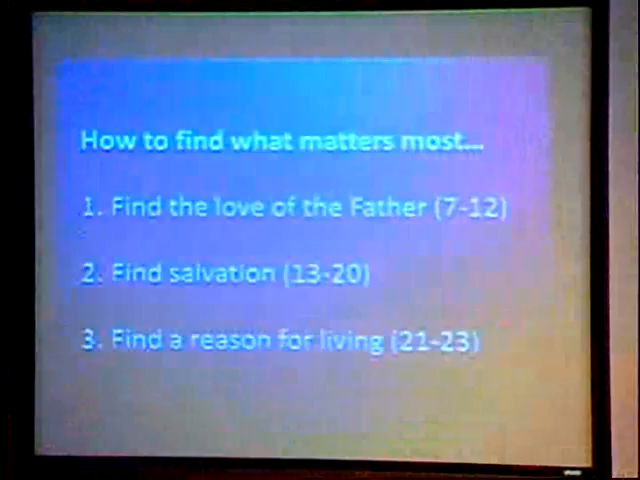 How to find what matters most...
1. Find the love of the Father (7-12)
2. Find salvation (13-20)
3. Find a reason for living (21-23)